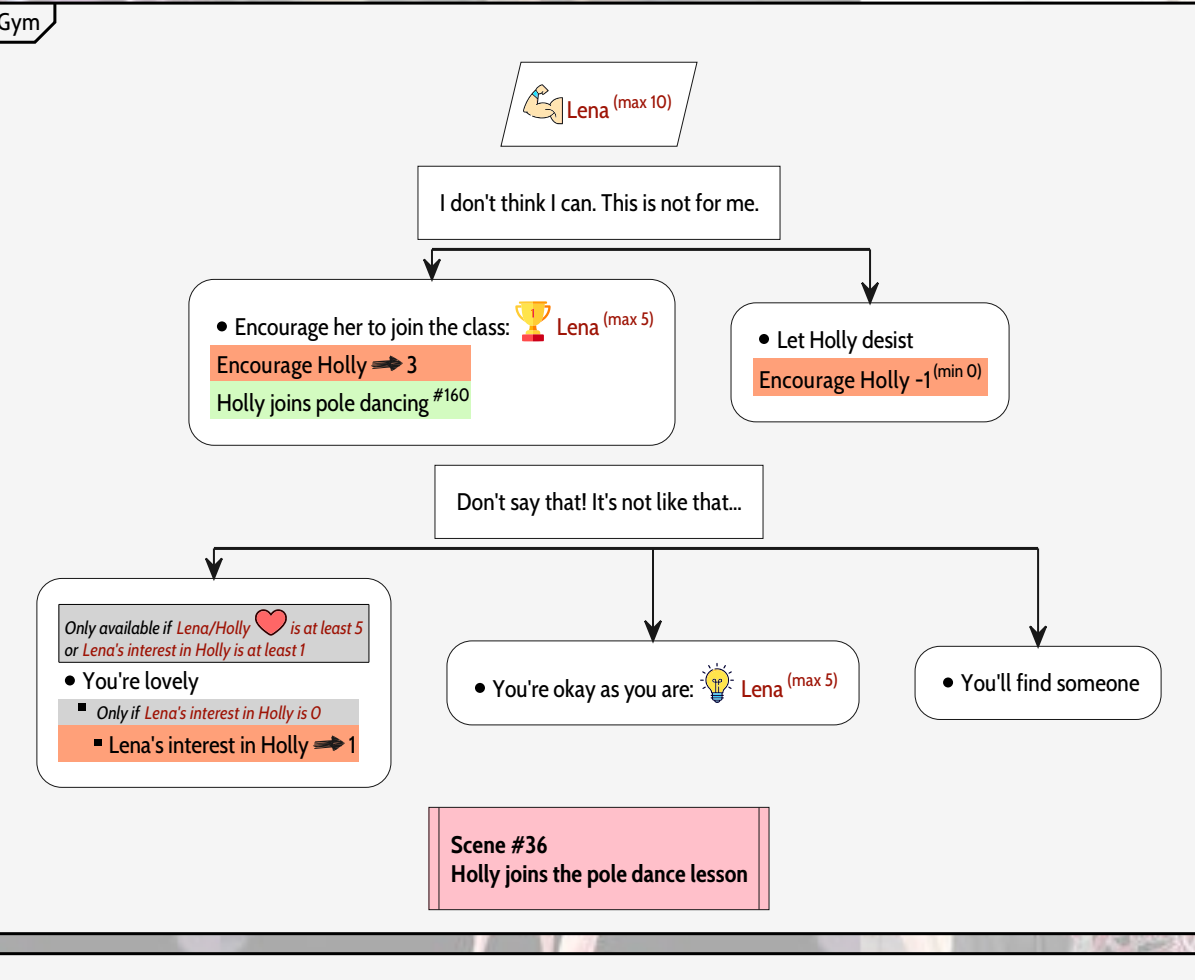 Gym
Lena (max 10)
I don't think I can. This is not for me.
• Encourage her to join the class: 1 Lena (max 5)
Encourage Holly → 3
Holly joins pole dancing #160
• Let Holly desist
Encourage Holly -1 (min 0)
Don't say that! It's not like that...
Only available if Lena/Holly is at least 5
or Lena's interest in Holly is at least 1
• You're lovely
▪ Only if Lena's interest in Holly is 0
▪ Lena's interest in Holly → 1
• You're okay as you are: Lena (max 5)
• You'll find someone
Scene #36
Holly joins the pole dance lesson